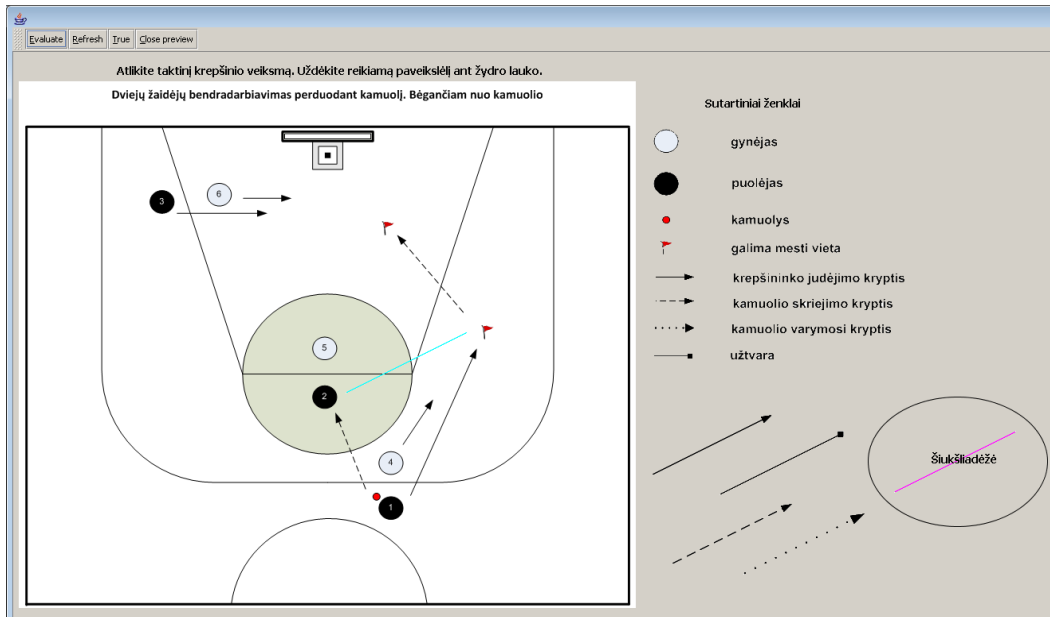 Evaluate Refresh True Close preview
Atlikite taktinį krepšinio veiksmą. Uždėkite reikiamą paveikslėlį ant žydro lauko.
Dviejų žaidėjų bendradarbiavimas perduodant kamuolį. Bėgančiam nuo kamuolio
3
6
5
2
4
1
Sutartiniai ženklai
gynėjas
puolėjas
kamuolys
galima mesti vieta
krepšininko judėjimo kryptis
kamuolio skriejimo kryptis
kamuolio varymosi kryptis
užtvara
Šiukšliadėžė